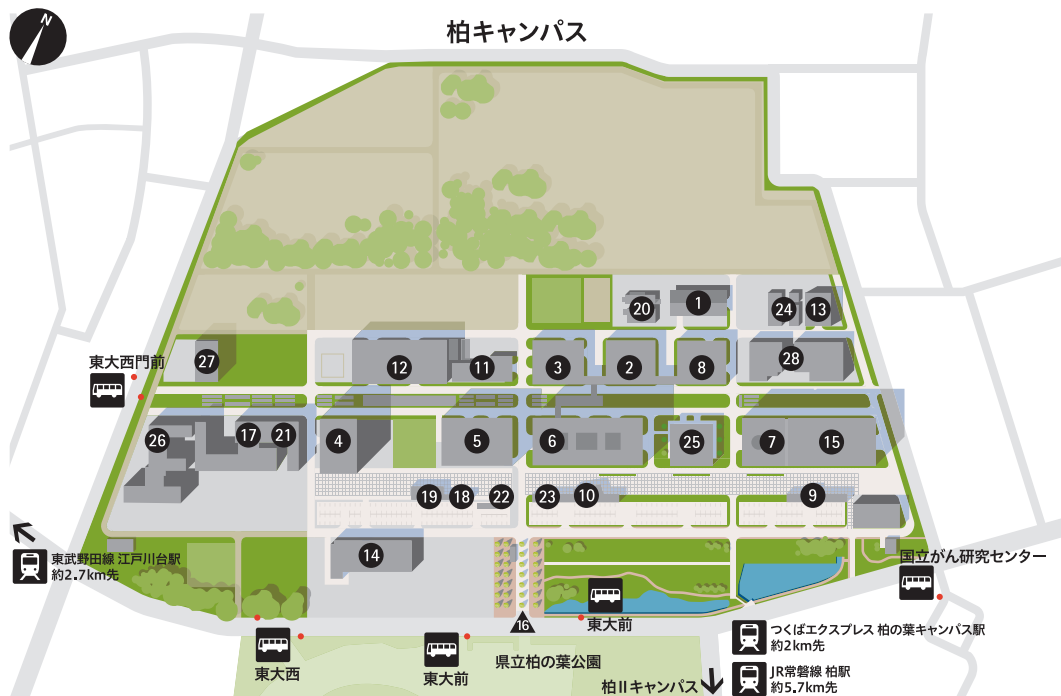 N
柏キャンパス
20
1
24
13
27
12
11
3
2
8
28
東大西門前
26
17
21
4
5
6
25
7
15
19
18
22
23
10
9
14
東武野田線 江戸川台駅
約2.7km先
国立がん研究センター
16
東大前
東大西
東大前
県立柏の葉公園
柏Ⅱキャンパス
つくばエクスプレス 柏の葉キャンパス駅
約2km先
JR常磐線 柏駅
約5.7km先